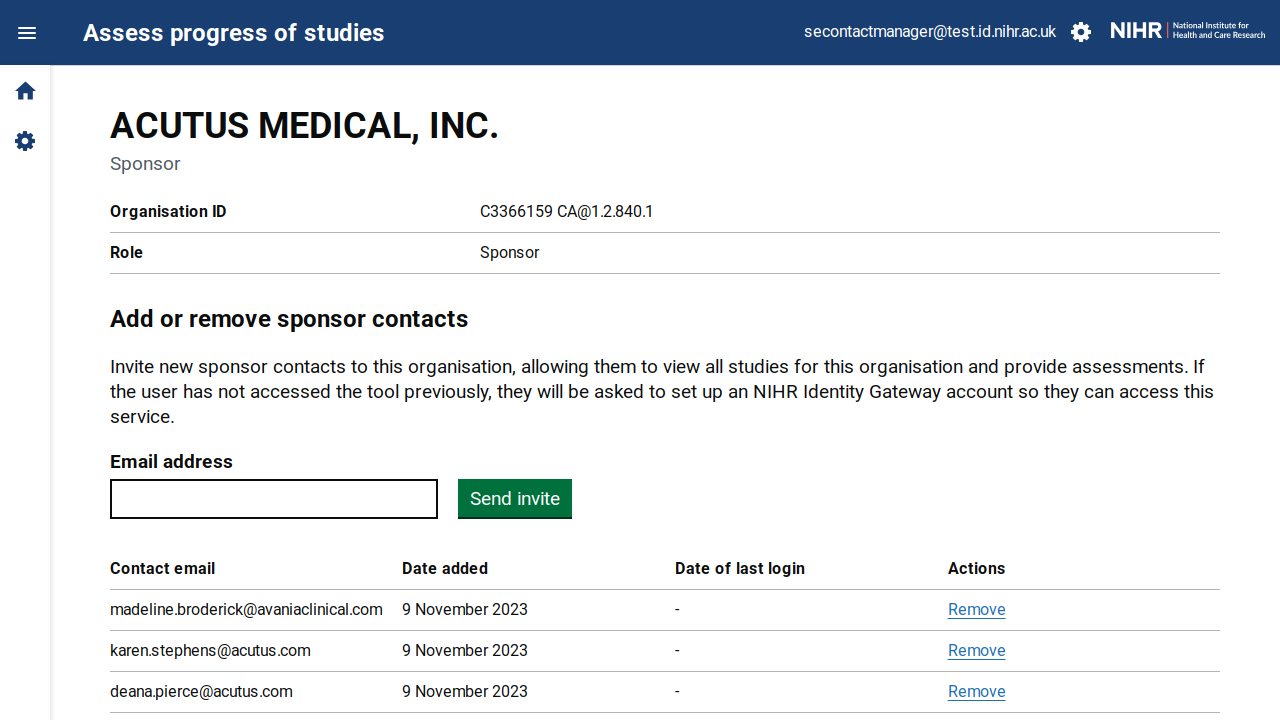 Assess progress of studies
secontactmanager@test.id.nihr.ac.uk
NIHR | National Institute for
Health and Care Research
ACUTUS MEDICAL, INC.
Sponsor
Organisation ID C3366159 CA@1.2.840.1
Role Sponsor
Add or remove sponsor contacts
Invite new sponsor contacts to this organisation, allowing them to view all studies for this organisation and provide assessments. If
the user has not accessed the tool previously, they will be asked to set up an NIHR Identity Gateway account so they can access this
service.
Email address
Send invite
Contact email Date added Date of last login Actions
madeline.broderick@avaniaclinical.com 9 November 2023 - Remove
karen.stephens@acutus.com 9 November 2023 - Remove
deana.pierce@acutus.com 9 November 2023 - Remove